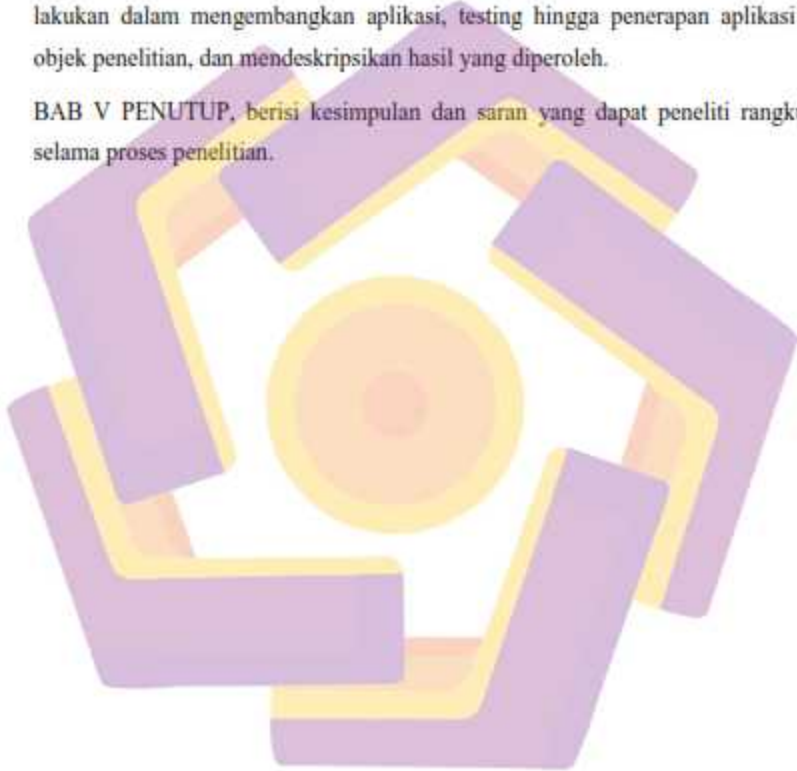 lakukan dalam mengembangkan aplikasi, testing hingga penerapan aplikasi
objek penelitian, dan mendeskripsikan hasil yang diperoleh.
BAB V PENUTUP, berisi kesimpulan dan saran yang dapat peneliti
selama proses penelitian.